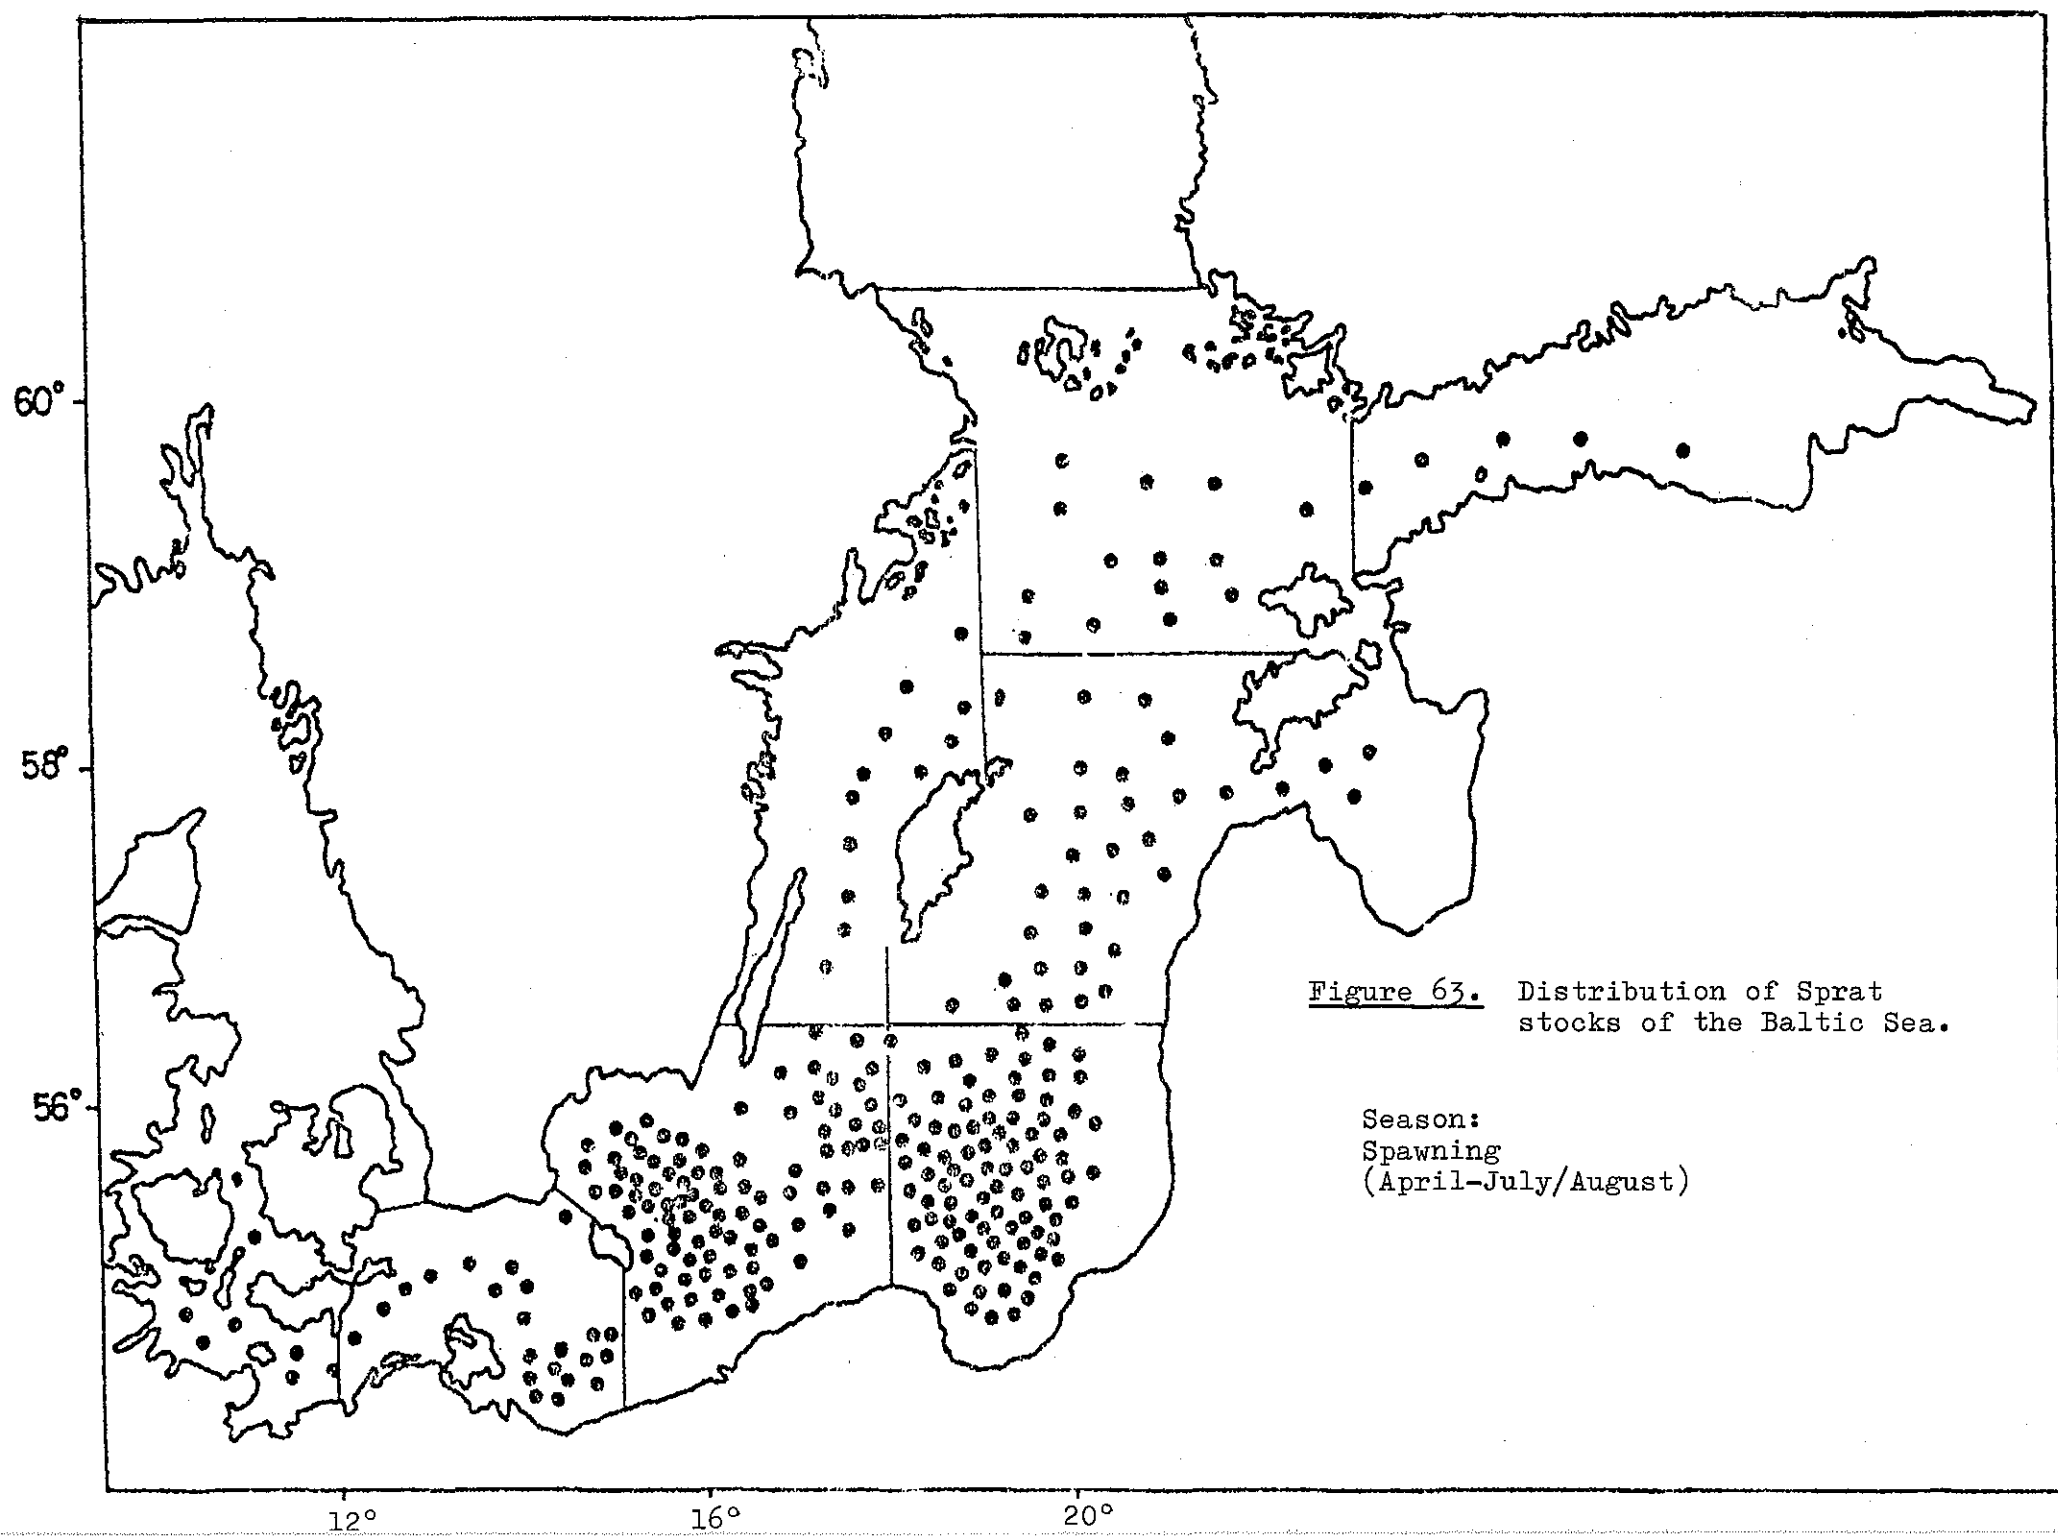 60°
58°
56°
Figure 63. Distribution of Sprat
stocks of the Baltic Sea.
Season:
Spawning
(April-July/August)
12° 16° 20°